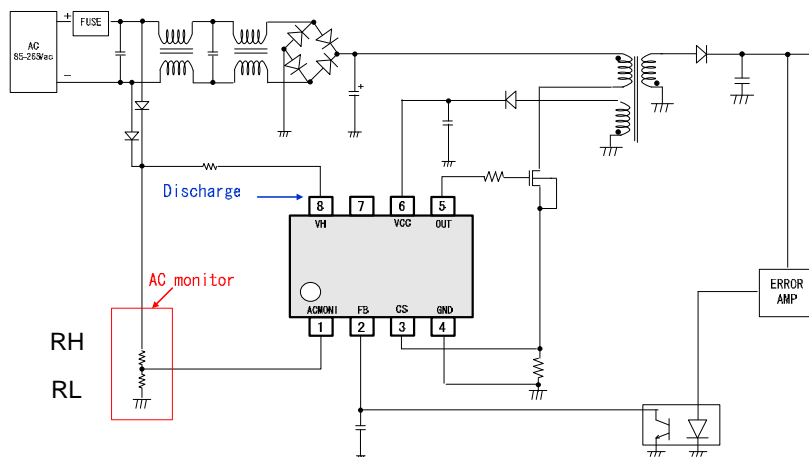 +
FUSE
AC
85-265Vac
−
+
Discharge
8
7
6
5
VH
VCC
OUT
AC monitor
ACMONI
FB
CS
GND
1
2
3
4
RH
RL
ERROR
AMP